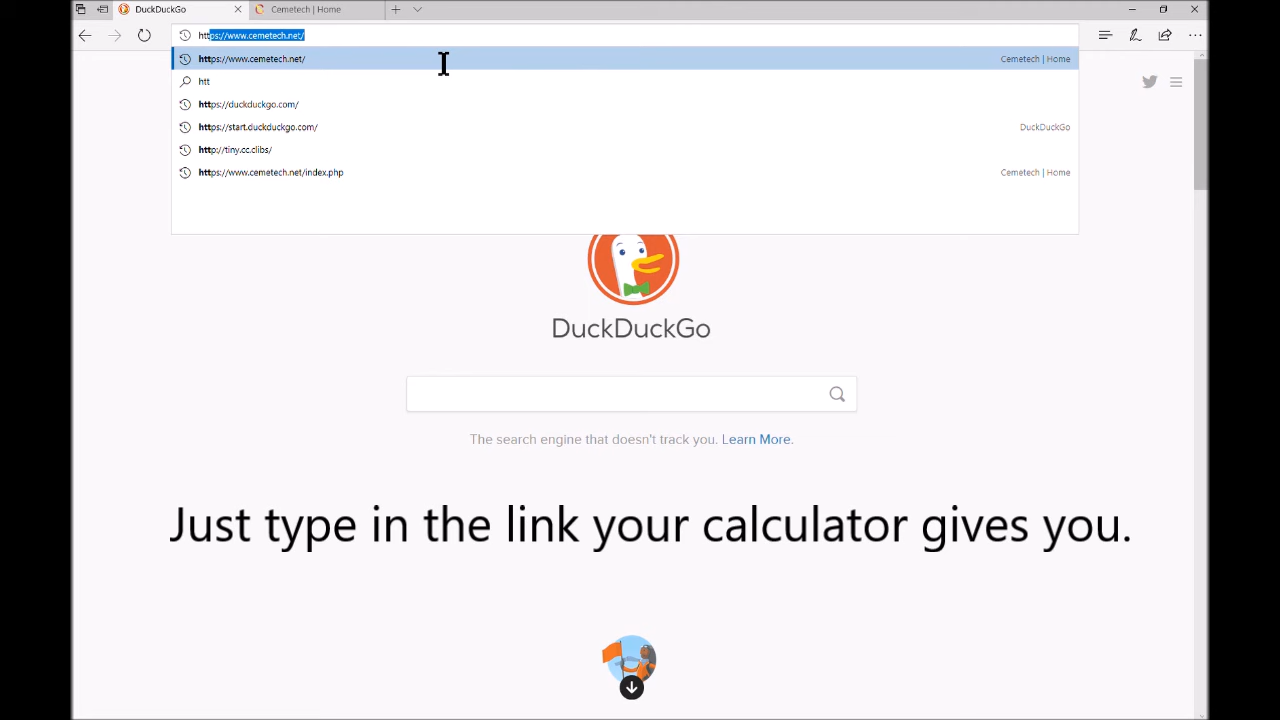 DuckDuckGo
Cemetech | Home
https://www.cemetech.net/
https://www.cemetech.net/ Cemetech | Home
htt
https://duckduckgo.com/
https://start.duckduckgo.com/ DuckDuckGo
http://tiny.cc.clibs/
https://www.cemetech.net/index.php Cemetech | Home
DuckDuckGo
The search engine that doesn't track you. Learn More.
Just type in the link your calculator gives you.